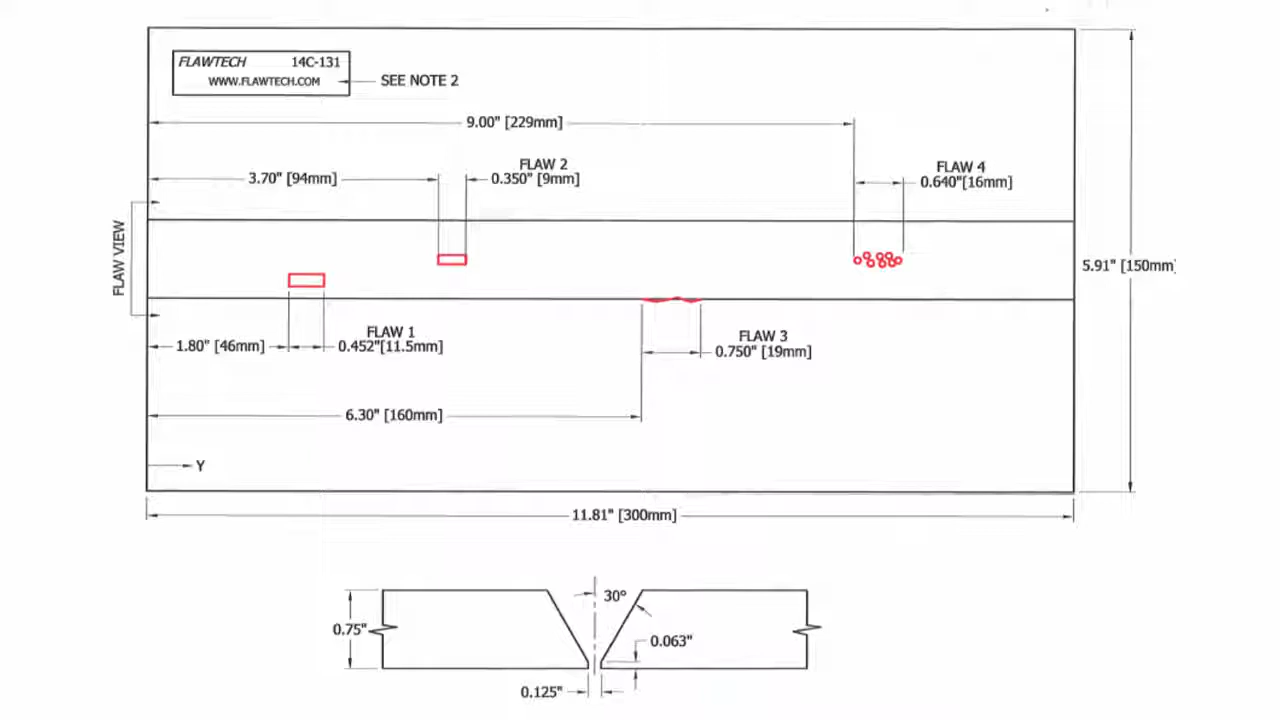 FLAWTECH 14C-131
WWW.FLAWTECH.COM
SEE NOTE 2
9.00" [229mm]
FLAW 2
3.70" [94mm]
0.350" [9mm]
FLAW 4
0.640"[16mm]
FLAW VIEW
5.91" [150mm]
FLAW 1
1.80" [46mm]
0.452"[11.5mm]
FLAW 3
0.750" [19mm]
6.30" [160mm]
Y
11.81" [300mm]
30°
0.75"
0.063"
0.125"